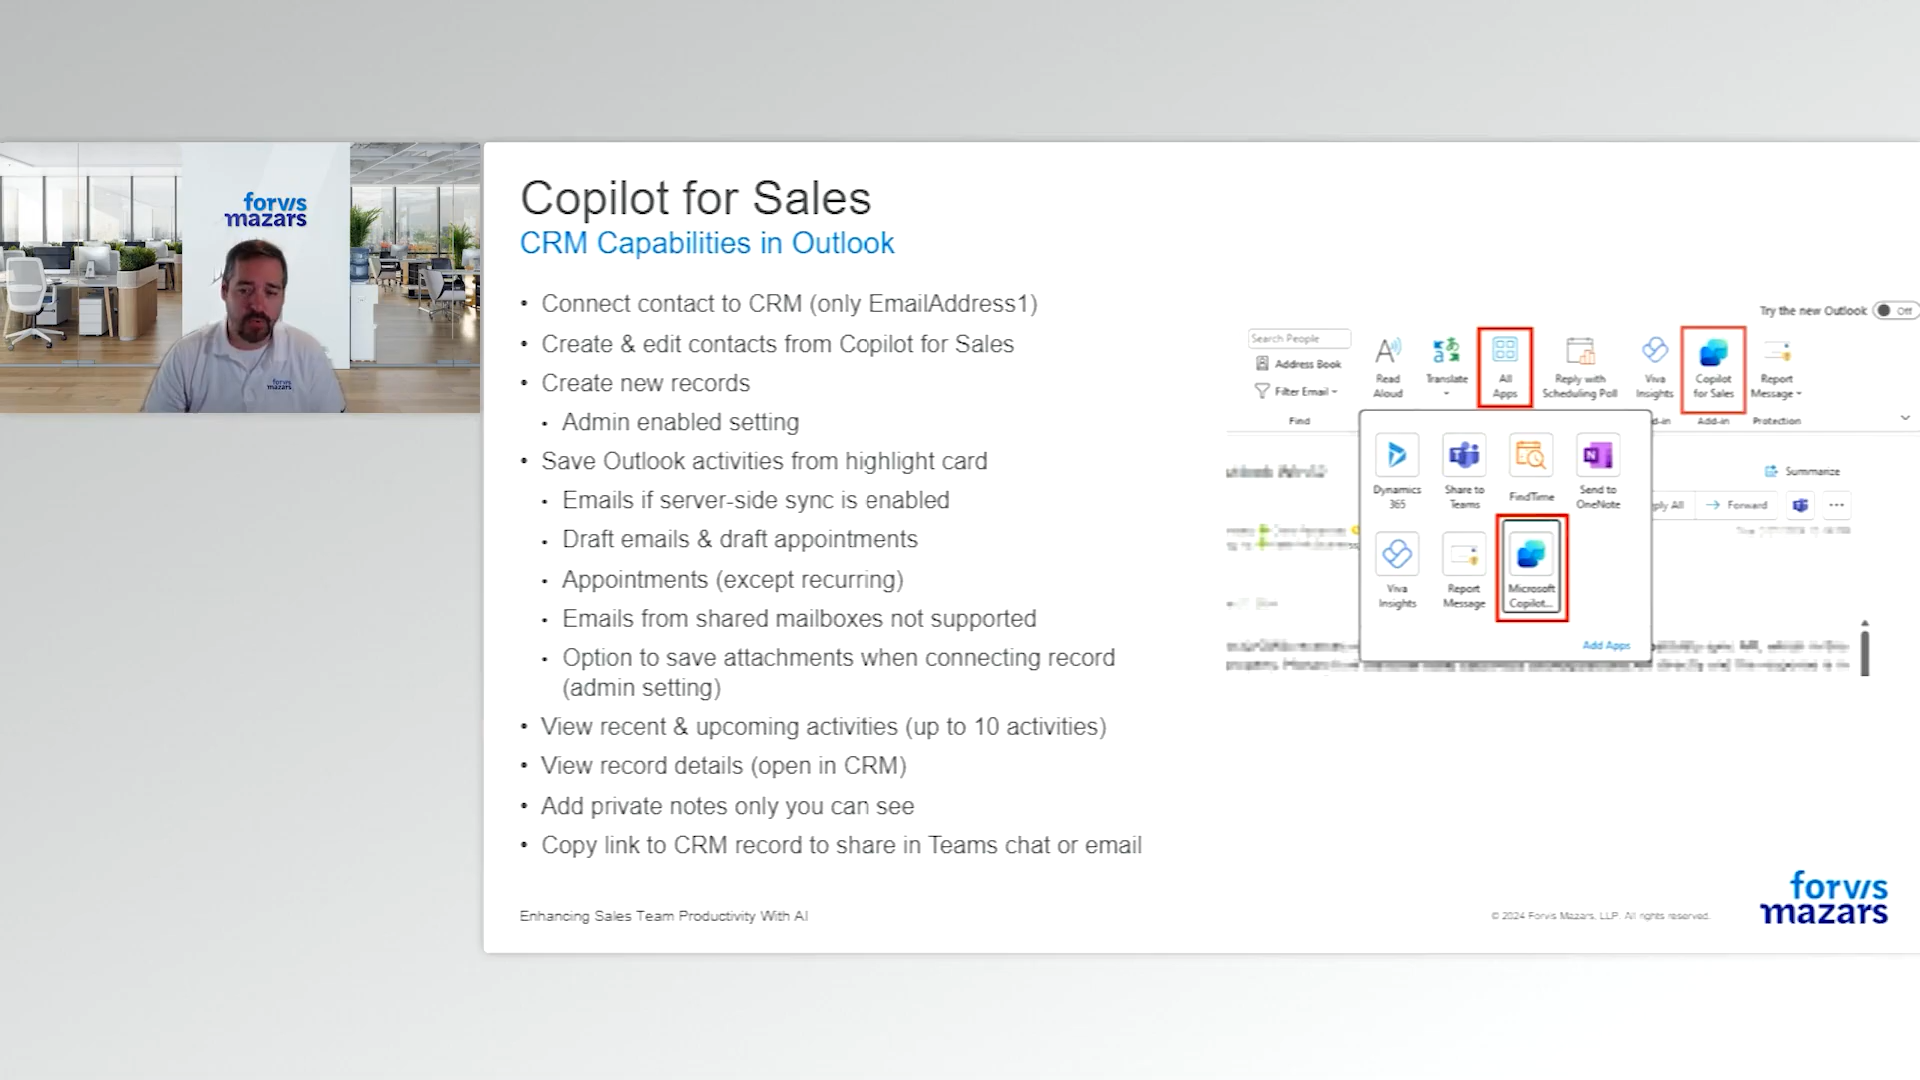 forvis
mazars
forvis
mazars
Copilot for Sales
CRM Capabilities in Outlook
• Connect contact to CRM (only EmailAddress1)
• Create & edit contacts from Copilot for Sales
• Create new records
• Admin enabled setting
• Save Outlook activities from highlight card
• Emails if server-side sync is enabled
• Draft emails & draft appointments
• Appointments (except recurring)
• Emails from shared mailboxes not supported
• Option to save attachments when connecting record
(admin setting)
• View recent & upcoming activities (up to 10 activities)
• View record details (open in CRM)
• Add private notes only you can see
• Copy link to CRM record to share in Teams chat or email
Try the new Outlook Off
Search People
Address Book
Filter Email
Find
Read
Aloud
Translate
All
Apps
Reply with
Scheduling Poll
Viva
Insights
Copilot
for Sales
Add-in
Report
Message
Protection
Dynamics
365
Share to
Teams
FindTime
Send to
OneNote
Viva
Insights
Report
Message
Microsoft
Copilot...
Add Apps
Summarize
ply All
Forward
Enhancing Sales Team Productivity With AI
© 2024 Forvis Mazars, LLP. All rights reserved.
forvis
mazars